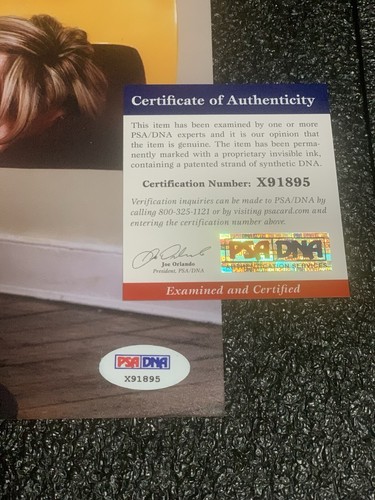 Certificate of Authenticity
This item has been examined by one or more
PSA/DNA experts and it is our opinion that
the item is genuine. The item has been perma-
nently marked with a proprietary invisible ink,
containing a patented strand of synthetic DNA.
Certification Number: X91895
Verification inquiries can be made to PSA/DNA by
calling 800-325-1121 or by visiting psacard.com and
entering the certification number above.
Joe Orlando
President, PSA/DNA
PSA DNA
AUTHENTICATION SERVICES
Examined and Certified
PSA DNA
X91895